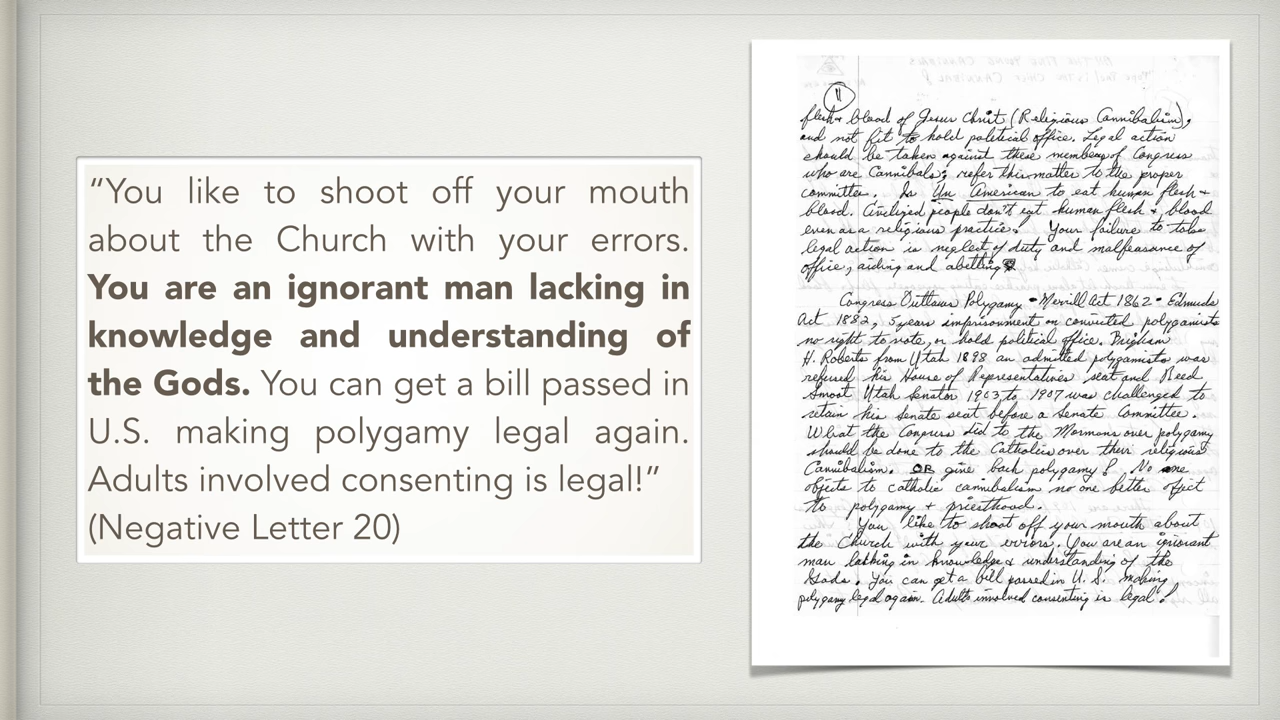 “You like to shoot off your mouth
about the Church with your errors.
You are an ignorant man lacking in
knowledge and understanding of
the Gods. You can get a bill passed in
U.S. making polygamy legal again.
Adults involved consenting is legal!”
(Negative Letter 20)
11
flesh + blood of Jesus Christ (Religious Cannibalism),
and not fit to hold political office. Legal action
should be taken against these members of Congress
who are Cannibals; refer this matter to the proper
committee. Is Un American to eat human flesh +
blood. Civilized people don't eat human flesh + blood
even as a religious practice. Your failure to take
legal action is neglect of duty and malfeasance of
office, aiding and abetting
Congress Outlaws Polygamy • Merrill Act 1862 • Edmunds
Act 1882, 5 years imprisonment on convicted polygamists
no right to vote, or hold political office. Brigham
H. Roberts from Utah 1898 an admitted polygamists was
refused his House of Representatives seat and Reed
Smoot Utah Senator 1903 to 1907 was challenged to
retain his Senate seat before a Senate Committee.
What the Congress did to the Mormons over polygamy
should be done to the Catholics over their religious
Cannibalism. OR give back polygamy! No one
objects to catholic cannibalism no one better object
to polygamy + priesthood.
You like to shoot off your mouth about
the Church with your errors. You are an ignorant
man lacking in knowledge & understanding of the
Gods. You can get a bill passed in U.S. making
polygamy legal again. Adults involved consenting is legal!